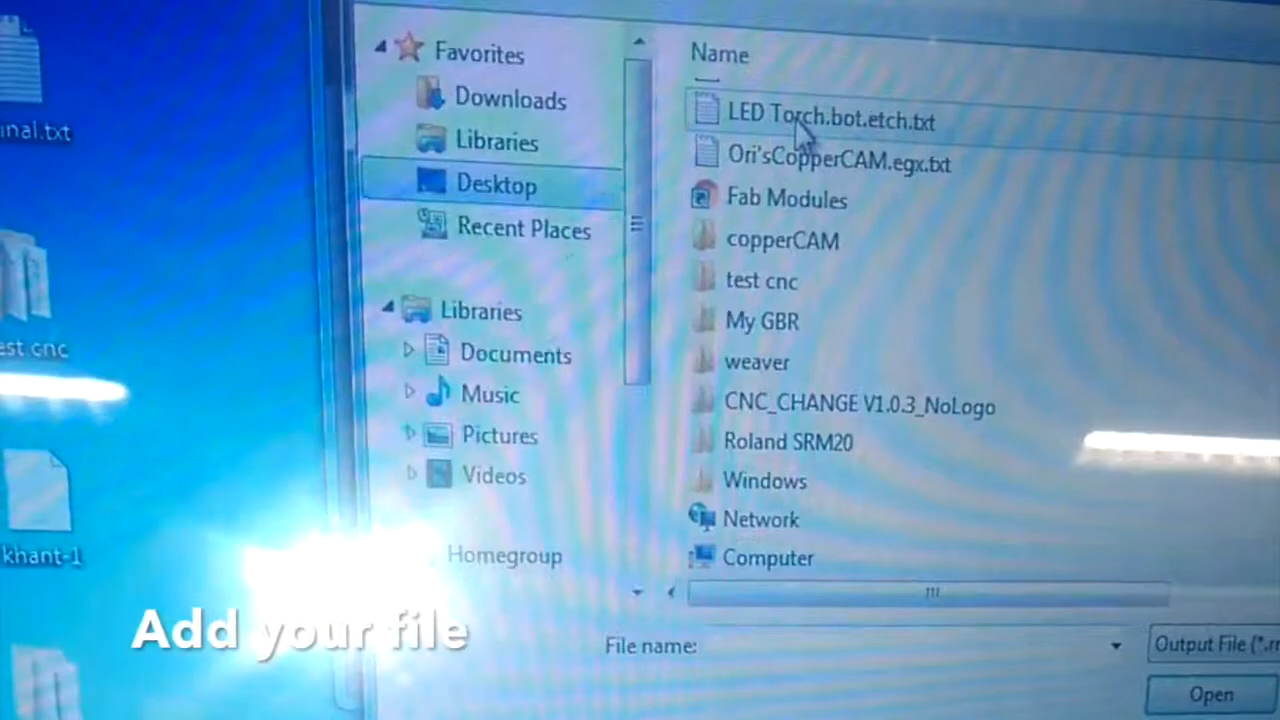 inal.txt
est cnc
khant-1
Favorites
Downloads
Libraries
Desktop
Recent Places
Libraries
Documents
Music
Pictures
Videos
Homegroup
Name
LED Torch.bot.etch.txt
Ori'sCopperCAM.egx.txt
Fab Modules
copperCAM
test cnc
My GBR
weaver
CNC_CHANGE V1.0.3_NoLogo
Roland SRM20
Windows
Network
Computer
File name:
Output File (*.rr
Open
Add your file